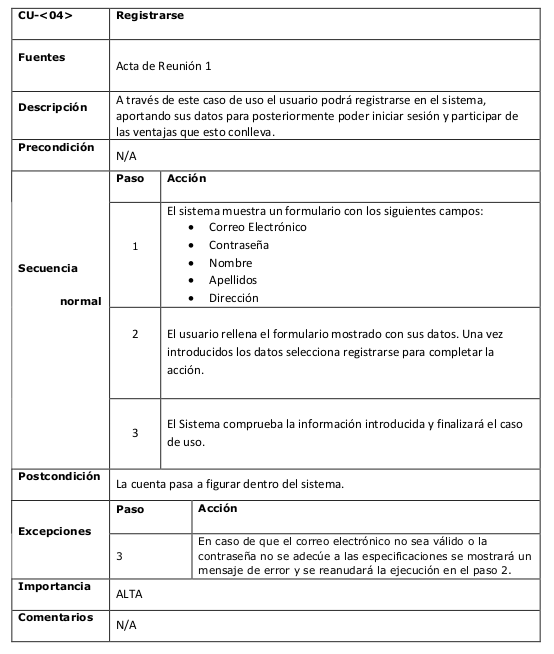 CU-<04>
Registrarse
Fuentes
Acta de Reunión 1
Descripción
A través de este caso de uso el usuario podrá registrarse en el sistema,
aportando sus datos para posteriormente poder iniciar sesión y participar de
las ventajas que esto conlleva.
Precondición
N/A
Secuencia
normal
Paso
Acción
1
El sistema muestra un formulario con los siguientes campos:
• Correo Electrónico
• Contraseña
• Nombre
• Apellidos
• Dirección
2
El usuario rellena el formulario mostrado con sus datos. Una vez
introducidos los datos selecciona registrarse para completar la
acción.
3
El Sistema comprueba la información introducida y finalizará el caso
de uso.
Postcondición
La cuenta pasa a figurar dentro del sistema.
Excepciones
Paso
Acción
3
En caso de que el correo electrónico no sea válido o la
contraseña no se adecúe a las especificaciones se mostrará un
mensaje de error y se reanudará la ejecución en el paso 2.
Importancia
ALTA
Comentarios
N/A